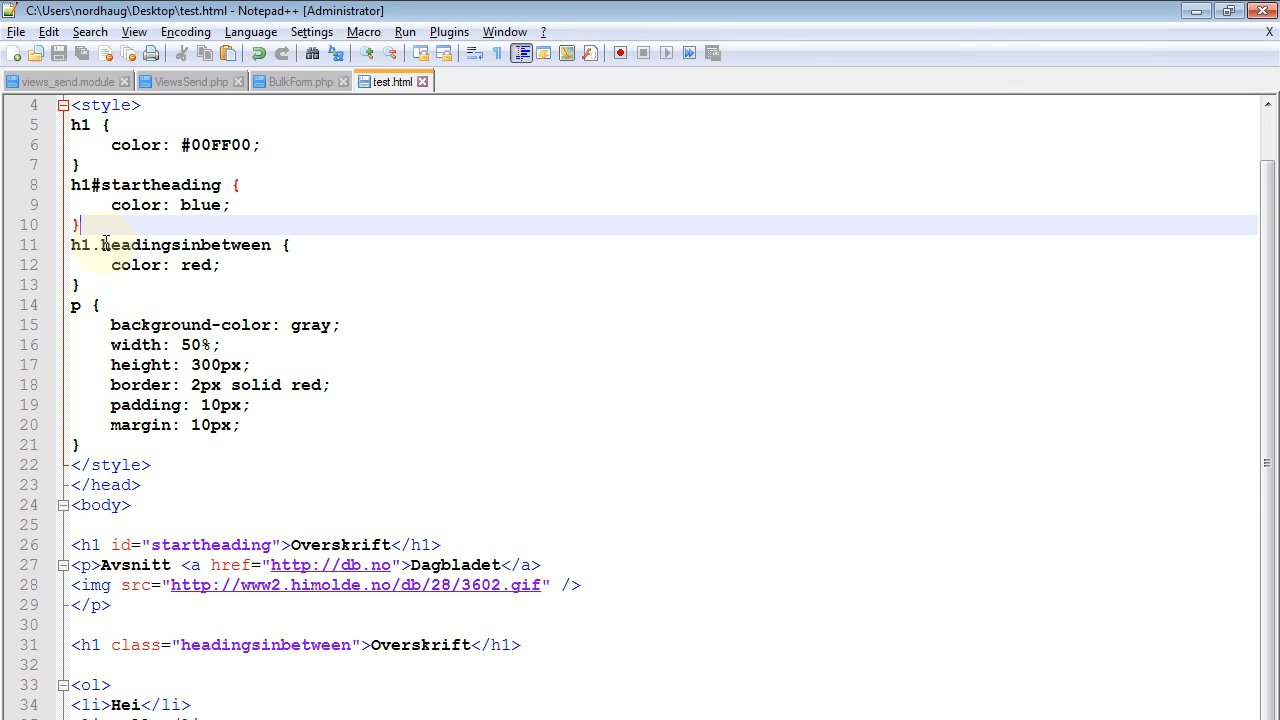 C:\Users\nordhaug\Desktop\test.html - Notepad++ [Administrator]
File Edit Search View Encoding Language Settings Macro Run Plugins Window ? X
views_send.module ViewsSend.php BulkForm.php test.html
4 <style>
5 h1 {
6 color: #00FF00;
7 }
8 h1#startheading {
9 color: blue;
10 }
11 h1.headingsinbetween {
12 color: red;
13 }
14 p {
15 background-color: gray;
16 width: 50%;
17 height: 300px;
18 border: 2px solid red;
19 padding: 10px;
20 margin: 10px;
21 }
22 </style>
23 </head>
24 <body>
25
26 <h1 id="startheading">Overskrift</h1>
27 <p>Avsnitt <a href="http://db.no">Dagbladet</a>
28 <img src="http://www2.himolde.no/db/28/3602.gif" />
29 </p>
30
31 <h1 class="headingsinbetween">Overskrift</h1>
32
33 <ol>
34 <li>Hei</li>